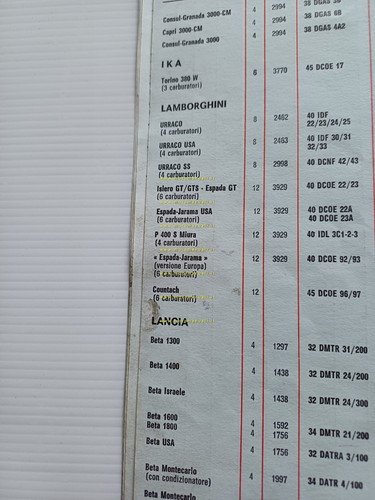 Consul-Granada 3000-CM 4 2994 38 DGAS
Capri 3000-CM 4 2994 38 DGAS 6B
Consul-Granada 3000 4 2994 38 DGAS 4A2
IKA
Torino 380 W 6 3770 45 DCOE 17
(3 carburatori)
LAMBORGHINI
URRACO 8 2462 40 IDF
(4 carburatori) 22/23/24/25
URRACO USA 8 2463 40 IDF 30/31
(4 carburatori) 32/33
URRACO SS 8 2998 40 DCNF 42/43
(4 carburatori)
Islero GT/GTS - Espada GT 12 3929 40 DCOE 22/23
(6 carburatori)
Espada-Jarama USA 12 3929 40 DCOE 22A
(6 carburatori) 40 DCOE 23A
P 400 S Miura 12 3929 40 IDL 3C1-2-3
(4 carburatori)
« Espada-Jarama » 12 3929 40 DCOE 92/93
(versione Europa)
(6 carburatori)
Countach 12 45 DCOE 96/97
(6 carburatori)
LANCIA
Beta 1300 4 1297 32 DMTR 31/200
Beta 1400 4 1438 32 DMTR 24/200
Beta Israele 4 1438 32 DMTR 24/300
Beta 1600 4 1592
Beta 1800 4 1756 34 DMTR 21/200
Beta USA 4 1756 32 DATRA 3/100
Beta Montecarlo 4 1997 34 DATR 4/100
(con condizionatore)
Beta Montecarlo